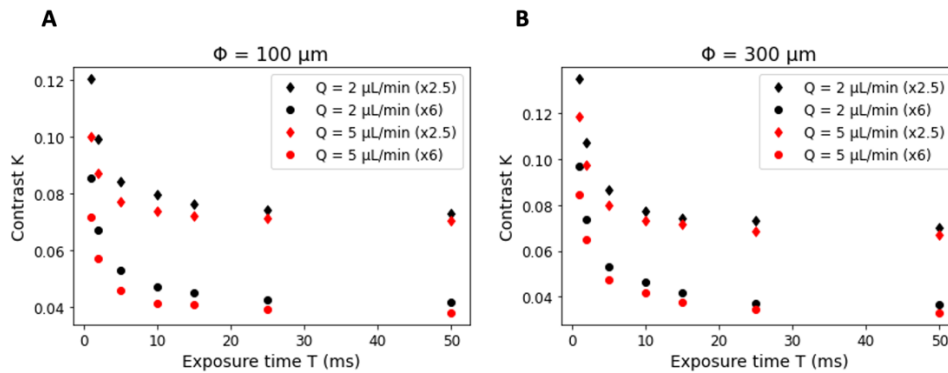 A
Φ = 100 μm
0.12
0.10
0.08
0.06
0.04
Contrast K
Q = 2 μL/min (x2.5)
Q = 2 μL/min (x6)
Q = 5 μL/min (x2.5)
Q = 5 μL/min (x6)
0 10 20 30 40 50
Exposure time T (ms)
B
Φ = 300 μm
0.12
0.10
0.08
0.06
0.04
Contrast K
Q = 2 μL/min (x2.5)
Q = 2 μL/min (x6)
Q = 5 μL/min (x2.5)
Q = 5 μL/min (x6)
0 10 20 30 40 50
Exposure time T (ms)